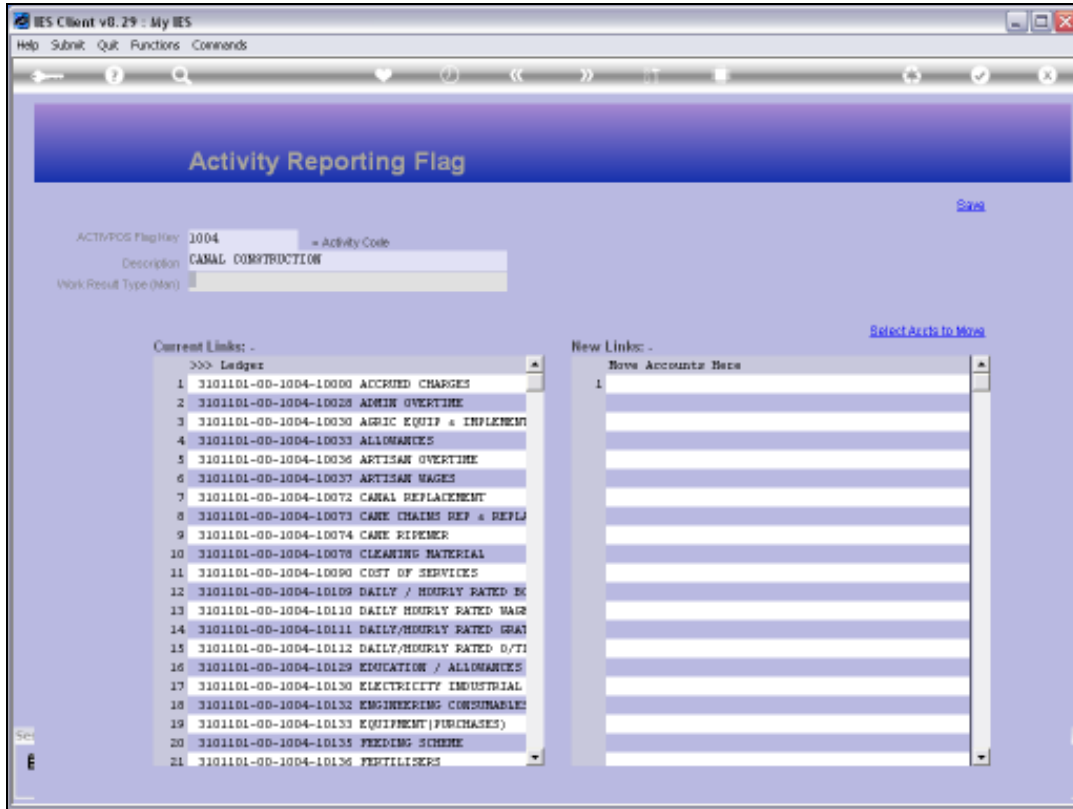 IES Client v8.29 : My IES
Help Submit Quit Functions Commands
Activity Reporting Flag
Save
ACTIVPOS Flag Key 1004 = Activity Code
Description CANAL CONSTRUCTION
Work Result Type (Man)
Select Accts to Move
Current Links: - New Links: -
>>> Ledger Move Accounts Here
1 3101101-00-1004-10000 ACCRUED CHARGES 1
2 3101101-00-1004-10028 ADMIN OVERTIME
3 3101101-00-1004-10030 AGRIC EQUIP & IMPLEMENT
4 3101101-00-1004-10033 ALLOWANCES
5 3101101-00-1004-10036 ARTISAN OVERTIME
6 3101101-00-1004-10037 ARTISAN WAGES
7 3101101-00-1004-10072 CANAL REPLACEMENT
8 3101101-00-1004-10073 CANE CHAINS REP & REPLA
9 3101101-00-1004-10074 CANE RIPENER
10 3101101-00-1004-10078 CLEANING MATERIAL
11 3101101-00-1004-10090 COST OF SERVICES
12 3101101-00-1004-10109 DAILY / HOURLY RATED BO
13 3101101-00-1004-10110 DAILY HOURLY RATED WAGE
14 3101101-00-1004-10111 DAILY/HOURLY RATED GRAT
15 3101101-00-1004-10112 DAILY/HOURLY RATED O/TI
16 3101101-00-1004-10129 EDUCATION / ALLOWANCES
17 3101101-00-1004-10130 ELECTRICITY INDUSTRIAL
18 3101101-00-1004-10132 ENGINEERING CONSUMABLES
19 3101101-00-1004-10133 EQUIPMENT(PURCHASES)
20 3101101-00-1004-10135 FEEDING SCHEME
21 3101101-00-1004-10136 FERTILISERS